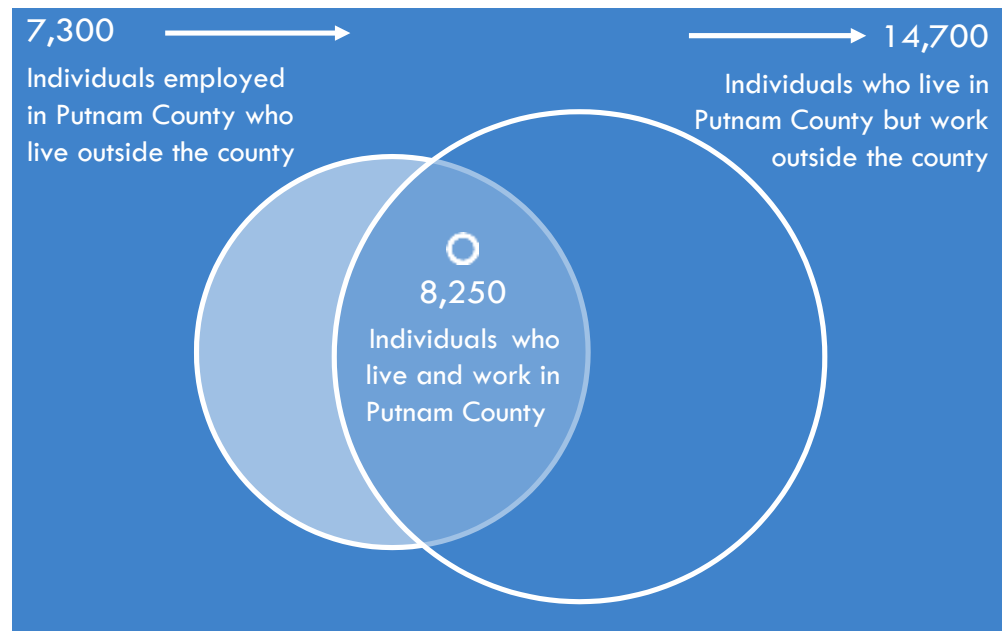 7,300
Individuals employed
in Putnam County who
live outside the county
14,700
Individuals who live in
Putnam County but work
outside the county
8,250
Individuals who
live and work in
Putnam County